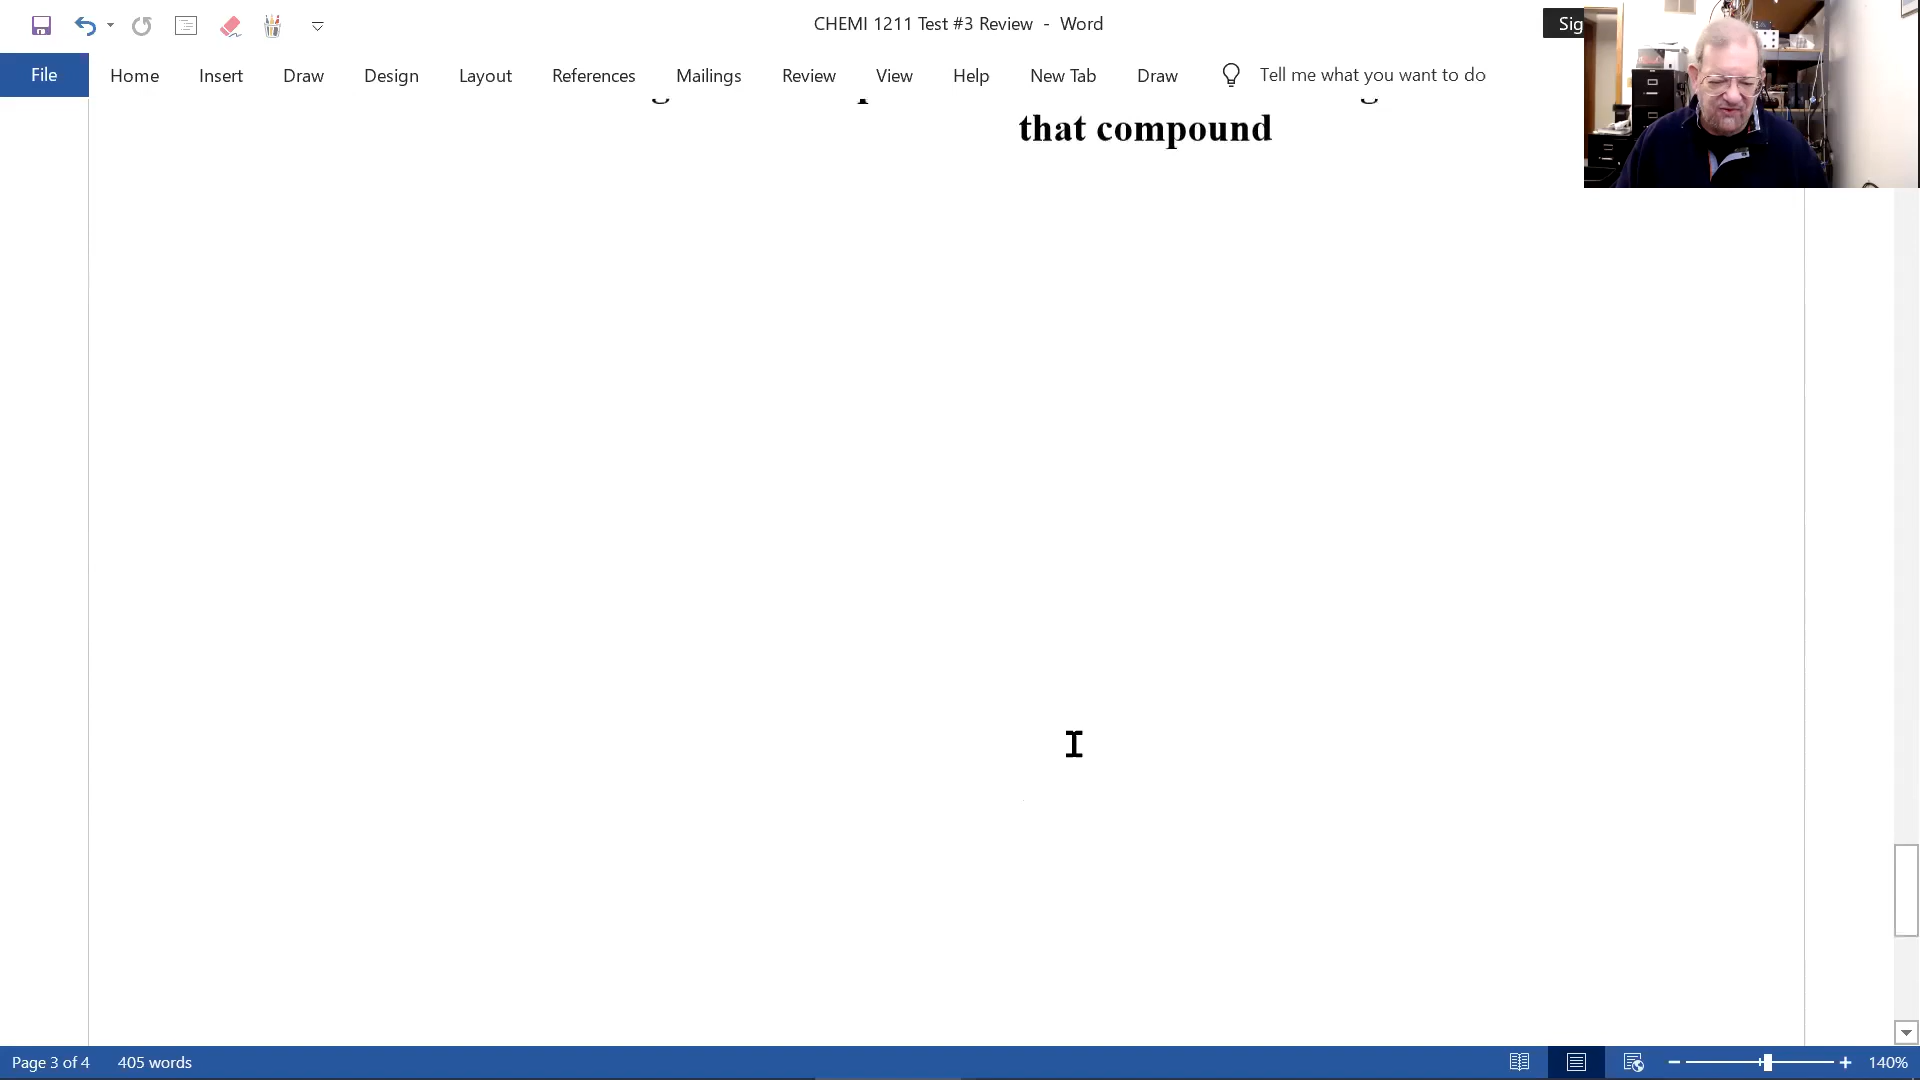 CHEMI 1211 Test #3 Review - Word
Sig
File Home Insert Draw Design Layout References Mailings Review View Help New Tab Draw Tell me what you want to do
that compound
Page 3 of 4 405 words 140%